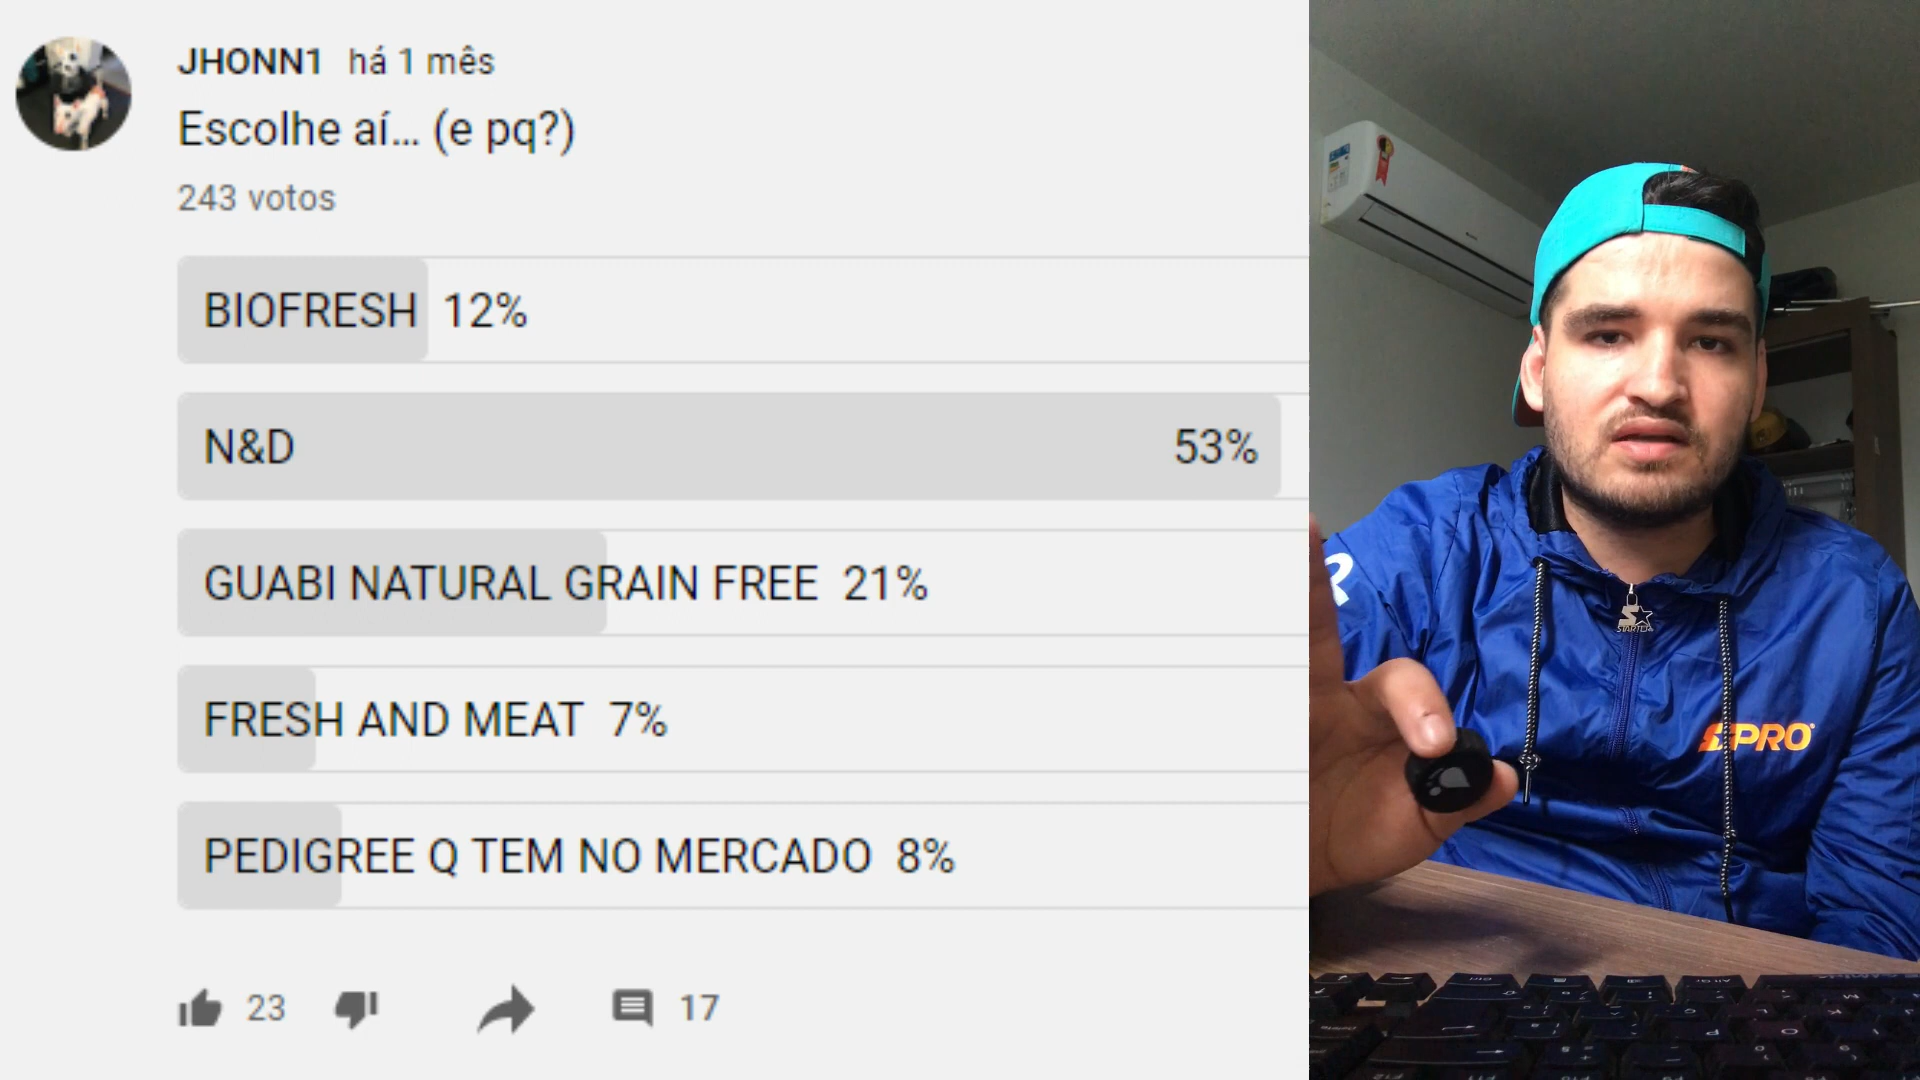 JHONN1 há 1 mês
Escolhe aí... (e pq?)
243 votos
BIOFRESH 12%
N&D 53%
GUABI NATURAL GRAIN FREE 21%
FRESH AND MEAT 7%
PEDIGREE Q TEM NO MERCADO 8%
23 17
STARTER
PRO